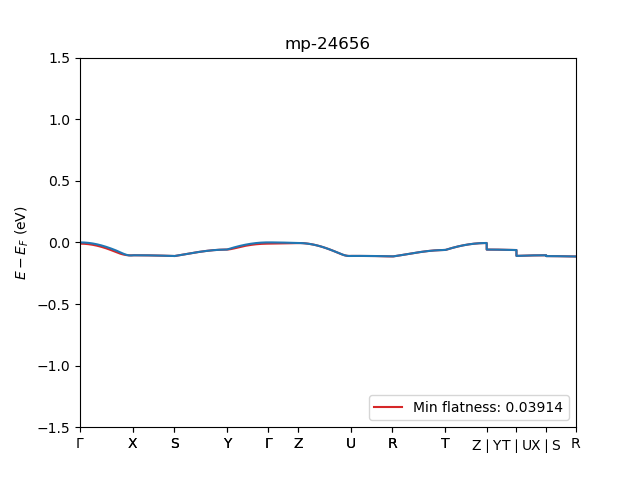 mp-24656
1.5
1.0
0.5
0.0
−0.5
−1.0
−1.5
E − E_F (eV)
Min flatness: 0.03914
Γ X S Y Γ Z U R T Z | YT | UX | S R